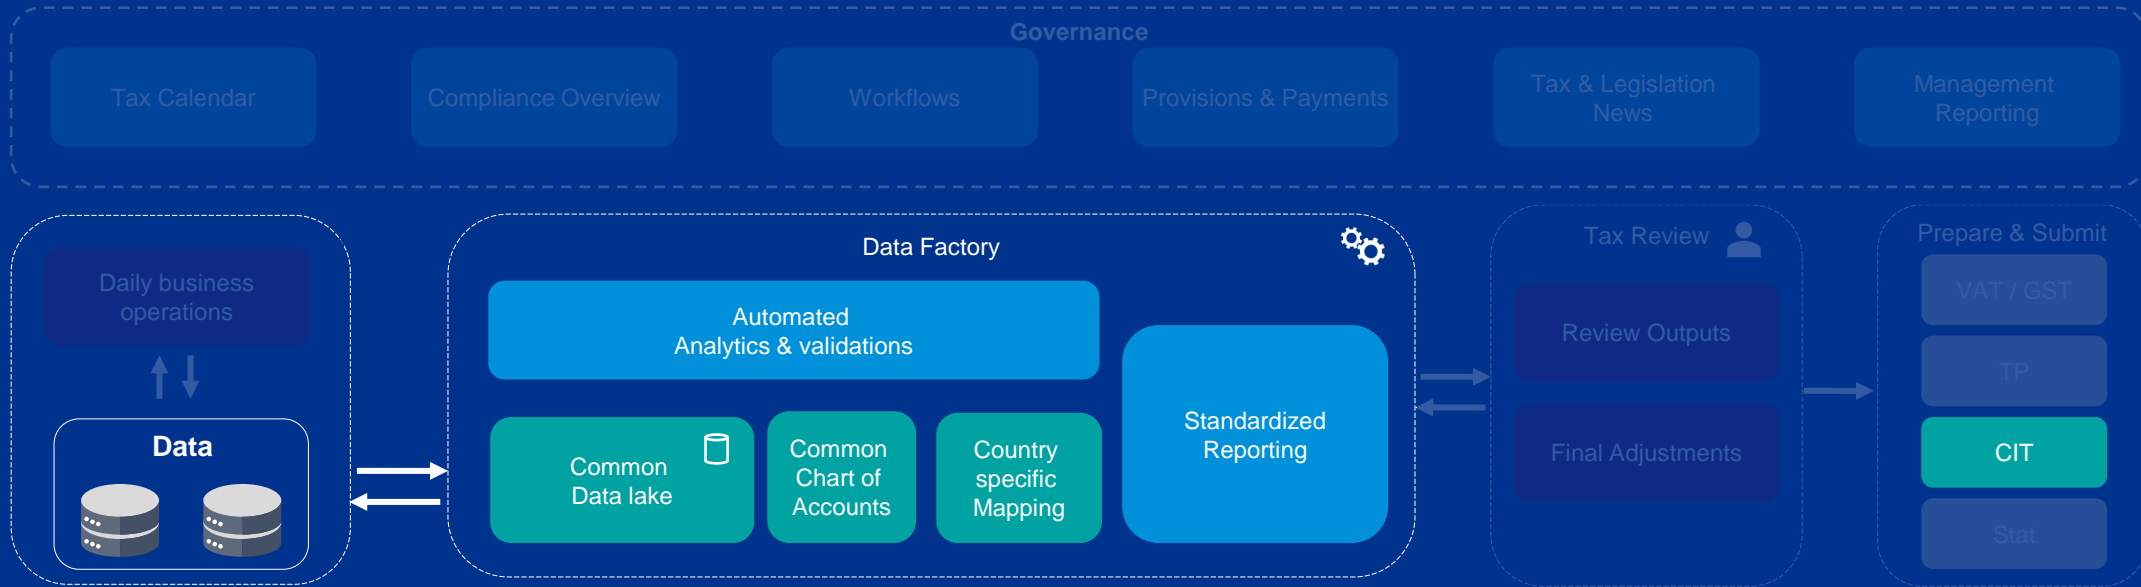 Governance
Tax Calendar
Compliance Overview
Workflows
Provisions & Payments
Tax & Legislation
News
Management
Reporting
Daily business
operations
Data
Data Factory
Automated
Analytics & validations
Common
Data lake
Common
Chart of
Accounts
Country
specific
Mapping
Standardized
Reporting
Tax Review
Review Outputs
Final Adjustments
Prepare & Submit
VAT / GST
TP
CIT
Stat